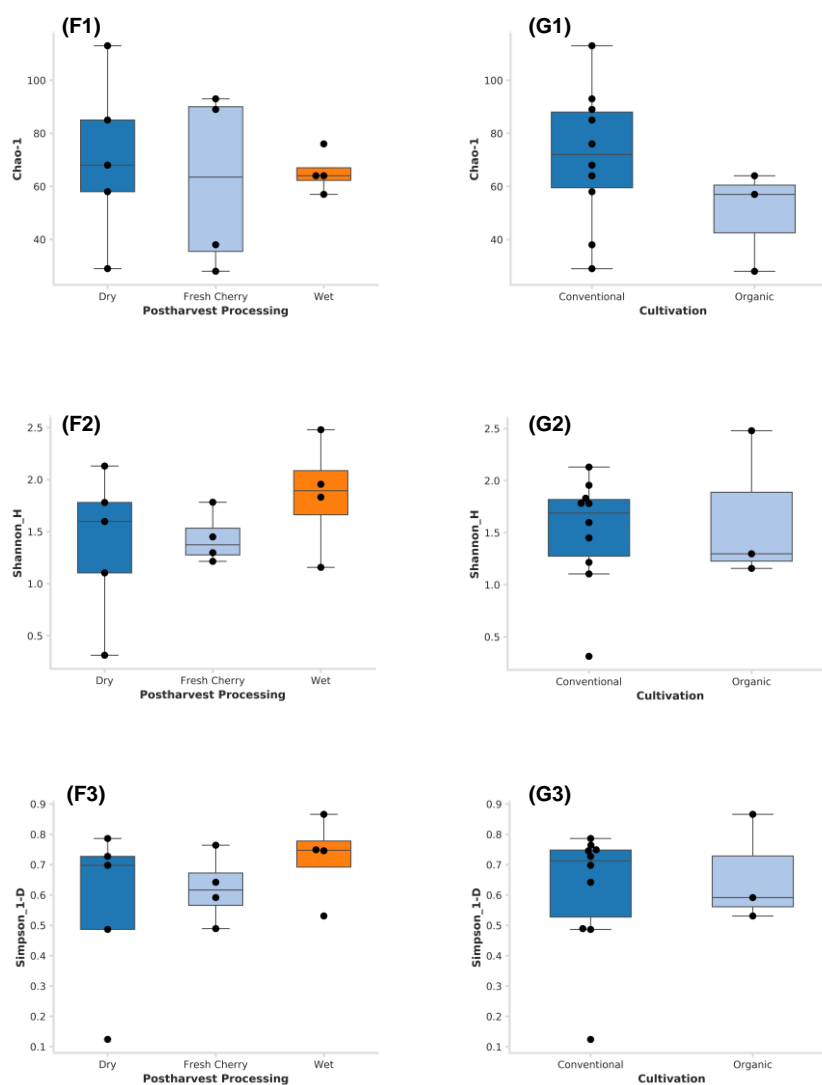 (F1)
Chao-1
100
80
60
40
Dry
Fresh Cherry
Wet
Postharvest Processing
(G1)
Chao-1
100
80
60
40
Conventional
Organic
Cultivation
(F2)
Shannon_H
2.5
2.0
1.5
1.0
0.5
Dry
Fresh Cherry
Wet
Postharvest Processing
(G2)
Shannon_H
2.5
2.0
1.5
1.0
0.5
Conventional
Organic
Cultivation
(F3)
Simpson_1-D
0.9
0.8
0.7
0.6
0.5
0.4
0.3
0.2
0.1
Dry
Fresh Cherry
Wet
Postharvest Processing
(G3)
Simpson_1-D
0.9
0.8
0.7
0.6
0.5
0.4
0.3
0.2
0.1
Conventional
Organic
Cultivation